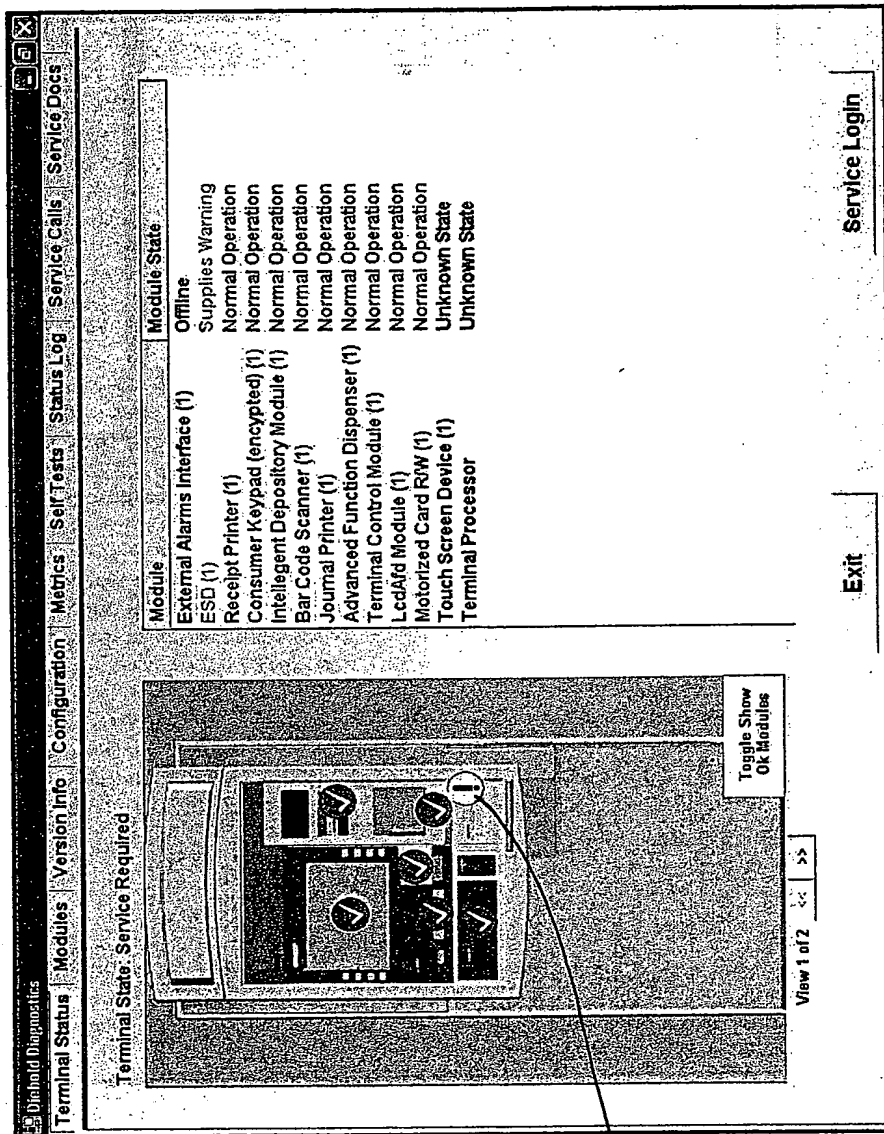 Diebold Diagnostics
Terminal Status Modules Version Info Configuration Metrics Self Tests Status Log Service Calls Service Docs
Terminal State: Service Required
Module Module State
External Alarms Interface (1) Offline
ESD (1) Supplies Warning
Receipt Printer (1) Normal Operation
Consumer Keypad (encypted) (1) Normal Operation
Intellegent Depository Module (1) Normal Operation
Bar Code Scanner (1) Normal Operation
Journal Printer (1) Normal Operation
Advanced Function Dispenser (1) Normal Operation
Terminal Control Module (1) Normal Operation
LcdAfd Module (1) Normal Operation
Motorized Card R/W (1) Normal Operation
Touch Screen Device (1) Unknown State
Terminal Processor Unknown State
Toggle Show
Ok Modules
View 1 of 2 << >>
Exit Service Login